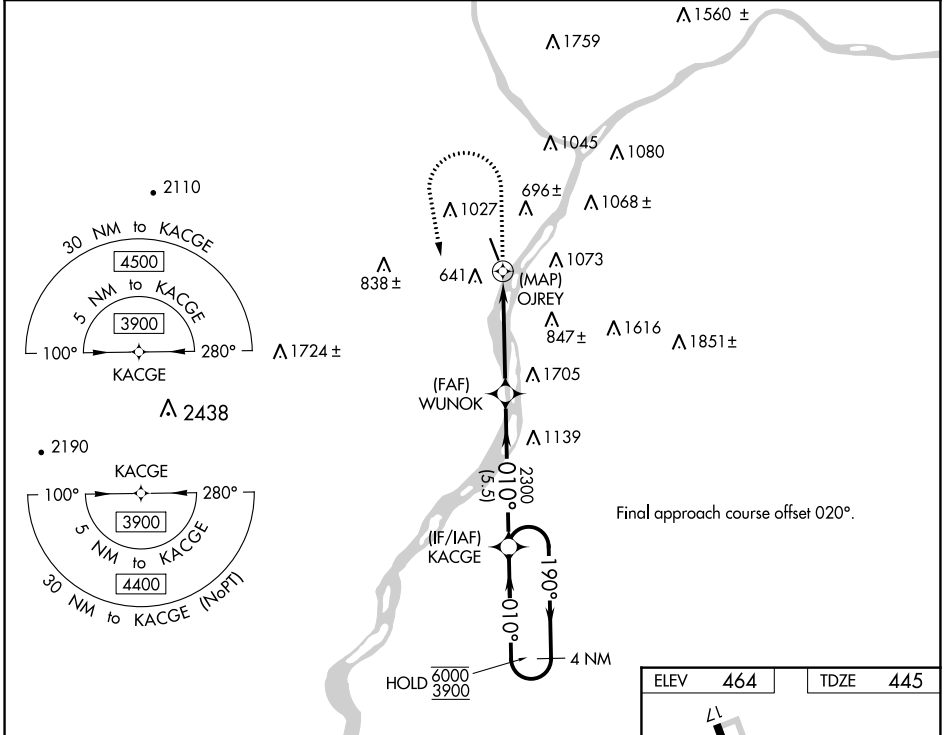 1560 ±
1759
1045
1080
2110
696 ±
1027
1068 ±
30 NM to KACGE
4500
5 NM to KACGE
3900
100°
280°
KACGE
838 ±
641
1073
(MAP)
OJREY
1724 ±
847 ±
1616
1851 ±
(FAF)
WUNOK
1705
2438
2190
1139
KACGE
100°
280°
3900
5 NM to KACGE
4400
30 NM to KACGE (NoPT)
010°
2300
(5.5)
Final approach course offset 020°.
(IF/IAF)
KACGE
190°
010°
4 NM
HOLD 6000
3900
ELEV 464
TDZE 445
17